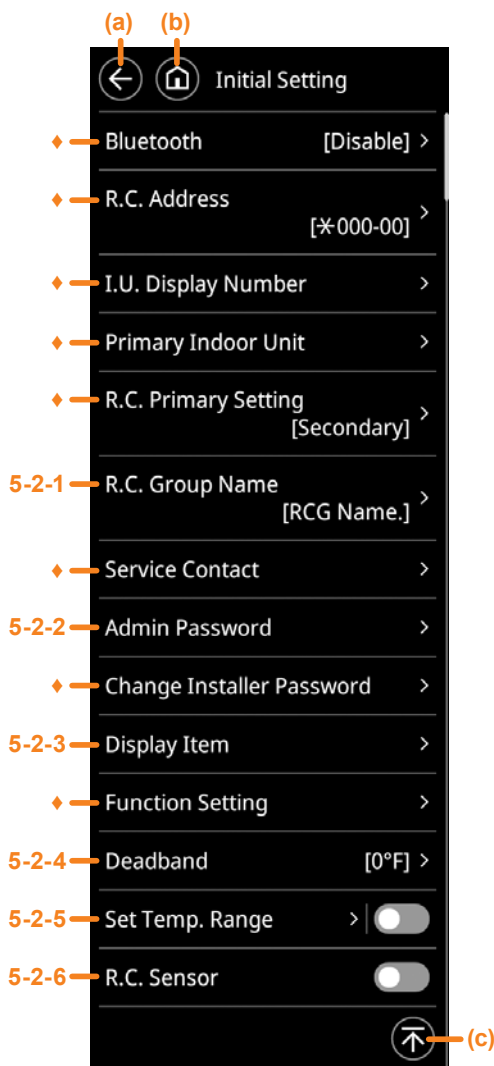 (a) (b)
Initial Setting
♦ Bluetooth [Disable] >
♦ R.C. Address
[⚹000-00] >
♦ I.U. Display Number >
♦ Primary Indoor Unit >
♦ R.C. Primary Setting
[Secondary] >
5-2-1 R.C. Group Name
[RCG Name.] >
♦ Service Contact >
5-2-2 Admin Password >
♦ Change Installer Password >
5-2-3 Display Item >
♦ Function Setting >
5-2-4 Deadband [0°F] >
5-2-5 Set Temp. Range >
5-2-6 R.C. Sensor
(c)